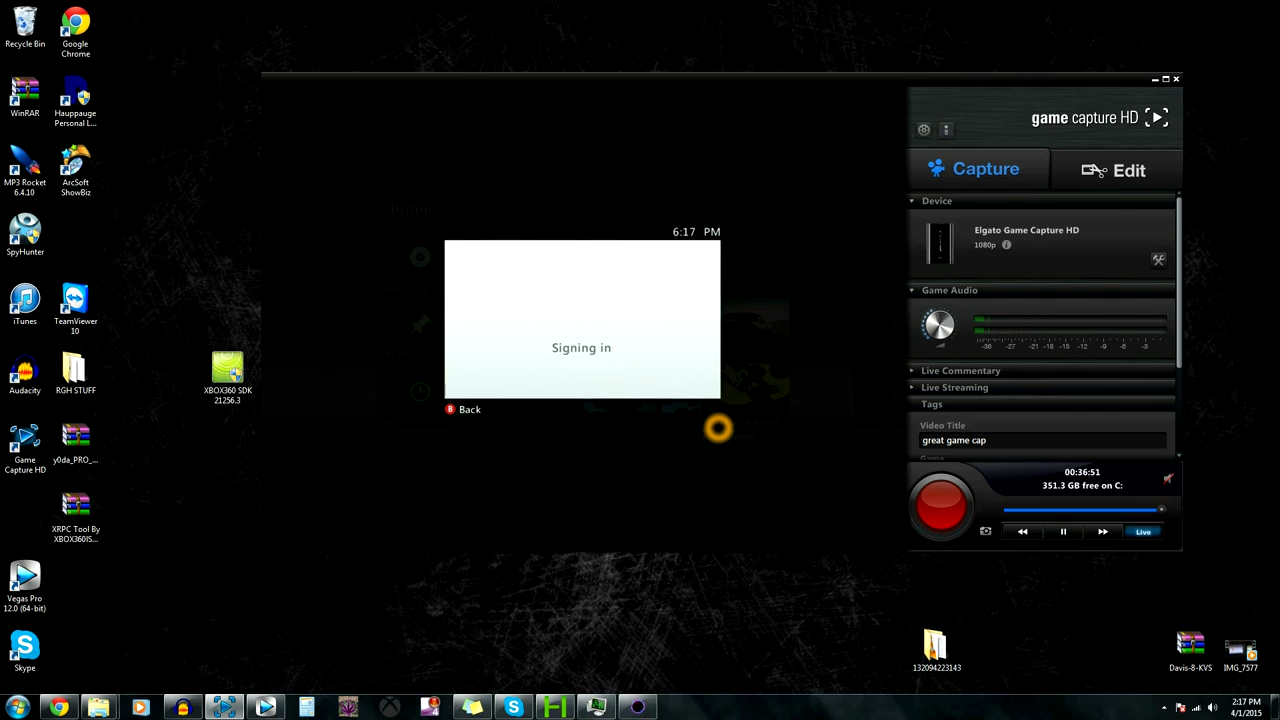 Recycle Bin
Google
Chrome
WinRAR
Hauppauge
Personal L...
MP3 Rocket
6.4.10
ArcSoft
ShowBiz
SpyHunter
iTunes
TeamViewer
10
Audacity
RGH STUFF
XBOX360 SDK
21256.3
Game
Capture HD
y0da_PRO_...
XRPC Tool By
XBOX360IS...
Vegas Pro
12.0 (64-bit)
Skype
home
6:17 PM
Signing in
B Back
game capture HD
Capture
Edit
Device
Elgato Game Capture HD
1080p
Game Audio
-36 -27 -21 -18 -15 -12 -9 -6 -3
Live Commentary
Live Streaming
Tags
Video Title
great game cap
Game
00:36:51
351.3 GB free on C:
Live
132094223143
Davis-8-KVS
IMG_7577
2:17 PM
4/1/2015